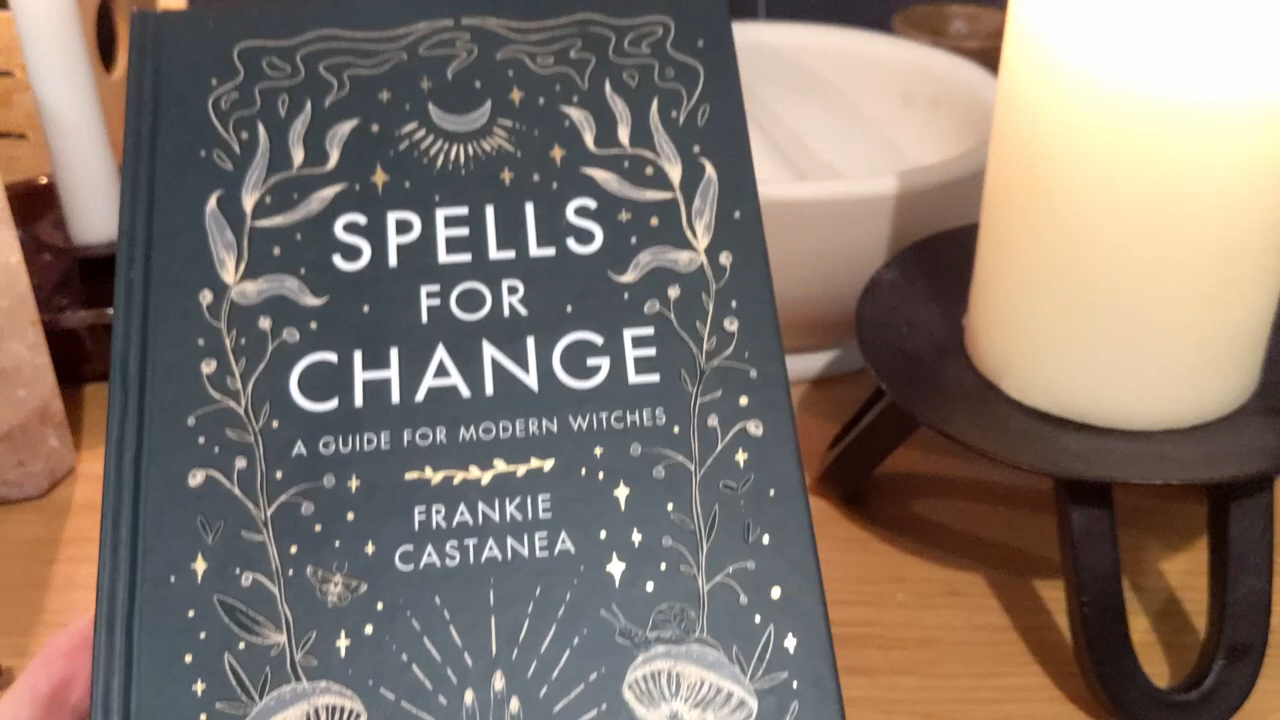 SPELLS
FOR
CHANGE
A GUIDE FOR MODERN WITCHES
FRANKIE
CASTANEA